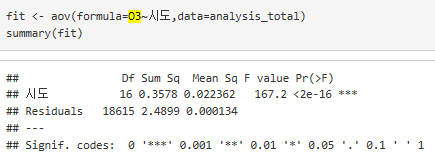 fit <- aov(formula=O3~시도,data=analysis_total)
summary(fit)
##                Df Sum Sq  Mean Sq F value Pr(>F)
## 시도           16 0.3578 0.022362   167.2 <2e-16 ***
## Residuals   18615 2.4899 0.000134
## ---
## Signif. codes:  0 '***' 0.001 '**' 0.01 '*' 0.05 '.' 0.1 ' ' 1